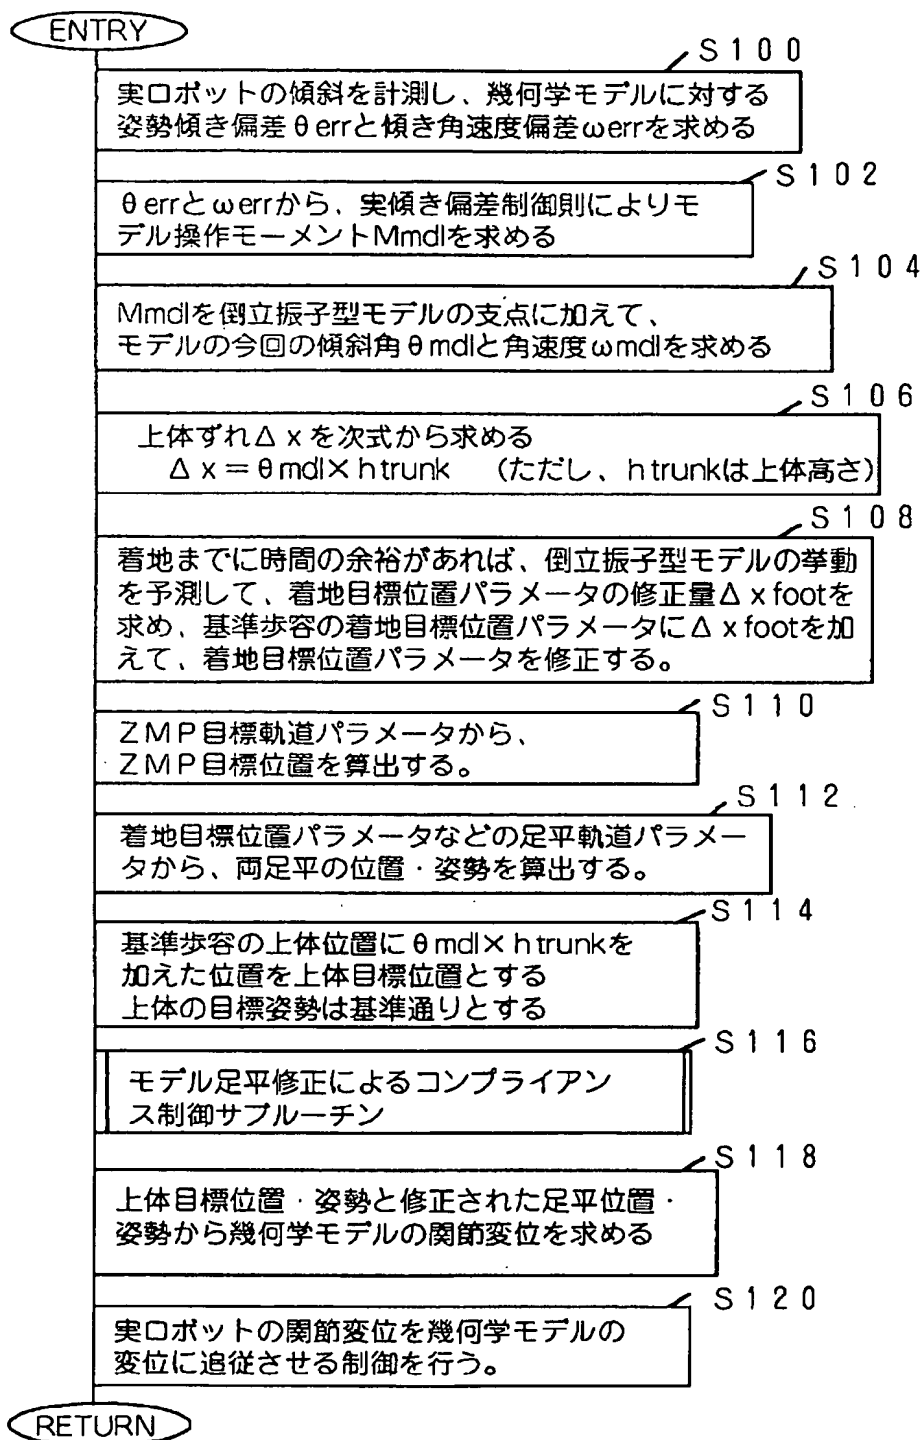 ENTRY
S100
実ロボットの傾斜を計測し、幾何学モデルに対する
姿勢傾き偏差θerrと傾き角速度偏差ωerrを求める
S102
θerrとωerrから、実傾き偏差制御則によりモ
デル操作モーメントMmdlを求める
S104
Mmdlを倒立振子型モデルの支点に加えて、
モデルの今回の傾斜角θmdlと角速度ωmdlを求める
S106
上体ずれΔxを次式から求める
Δx=θmdl×htrunk (ただし、htrunkは上体高さ)
S108
着地までに時間の余裕があれば、倒立振子型モデルの挙動
を予測して、着地目標位置パラメータの修正量Δxfootを
求め、基準歩容の着地目標位置パラメータにΔxfootを加
えて、着地目標位置パラメータを修正する。
S110
ZMP目標軌道パラメータから、
ZMP目標位置を算出する。
S112
着地目標位置パラメータなどの足平軌道パラメー
タから、両足平の位置・姿勢を算出する。
S114
基準歩容の上体位置にθmdl×htrunkを
加えた位置を上体目標位置とする
上体の目標姿勢は基準通りとする
S116
モデル足平修正によるコンプライアン
ス制御サブルーチン
S118
上体目標位置・姿勢と修正された足平位置・
姿勢から幾何学モデルの関節変位を求める
S120
実ロボットの関節変位を幾何学モデルの
変位に追従させる制御を行う。
RETURN